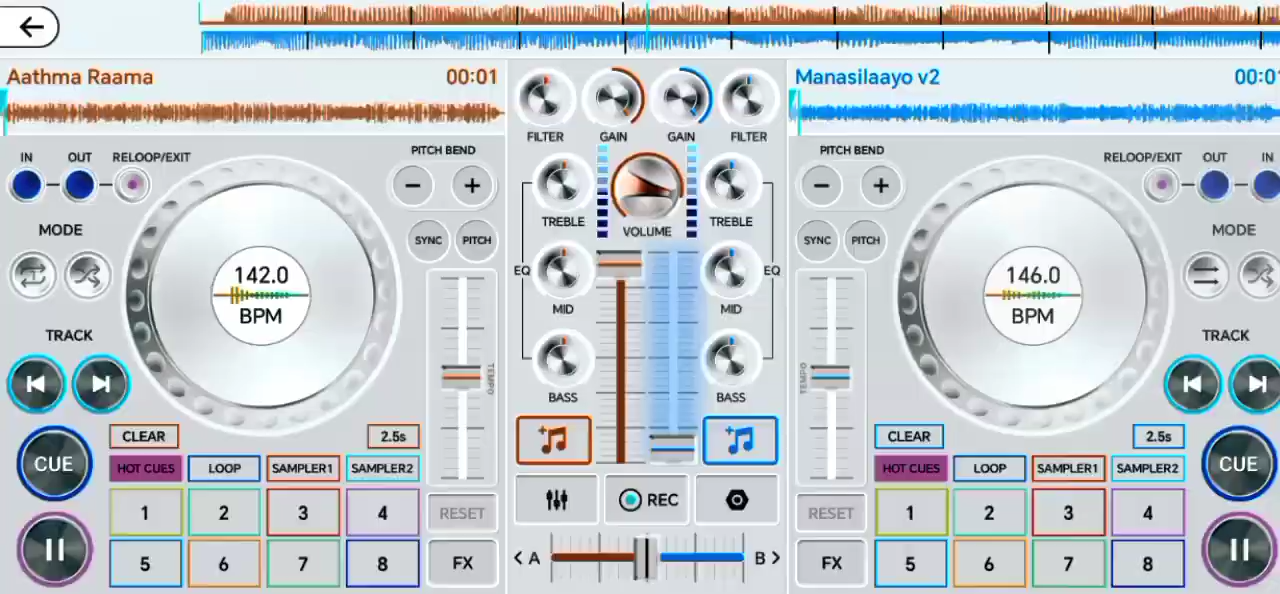 Aathma Raama 00:01
Manasilaayo v2 00:0
FILTER GAIN GAIN FILTER
IN OUT RELOOP/EXIT
PITCH BEND
− +
MODE
SYNC PITCH
142.0
BPM
TRACK
TEMPO
CUE
CLEAR 2.5s
HOT CUES LOOP SAMPLER1 SAMPLER2
1 2 3 4
5 6 7 8
RESET
FX
TREBLE VOLUME TREBLE
EQ MID MID EQ
BASS BASS
REC
< A B >
PITCH BEND
− +
RELOOP/EXIT OUT IN
SYNC PITCH
MODE
146.0
BPM
TRACK
TEMPO
CLEAR 2.5s
HOT CUES LOOP SAMPLER1 SAMPLER2
CUE
1 2 3 4
5 6 7 8
RESET
FX